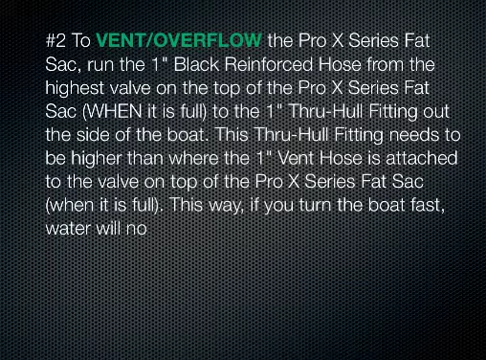 #2 To VENT/OVERFLOW the Pro X Series Fat
Sac, run the 1" Black Reinforced Hose from the
highest valve on the top of the Pro X Series Fat
Sac (WHEN it is full) to the 1" Thru-Hull Fitting out
the side of the boat. This Thru-Hull Fitting needs to
be higher than where the 1" Vent Hose is attached
to the valve on top of the Pro X Series Fat Sac
(when it is full). This way, if you turn the boat fast,
water will no